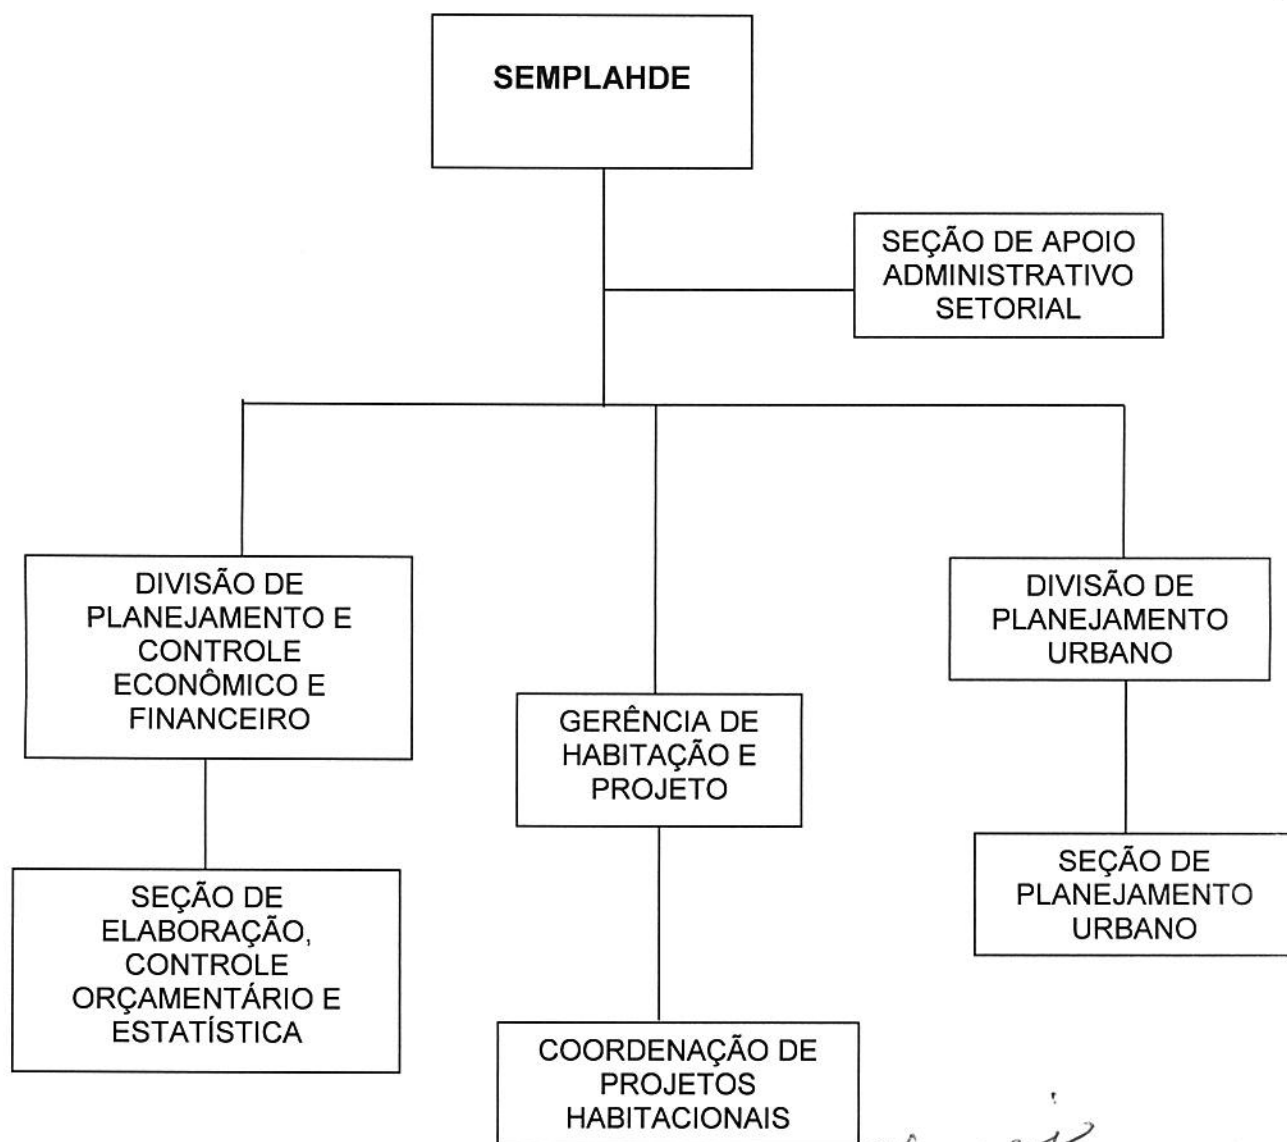 SEMPLAHDE
SEÇÃO DE APOIO
ADMINISTRATIVO
SETORIAL
DIVISÃO DE
PLANEJAMENTO E
CONTROLE
ECONÔMICO E
FINANCEIRO
GERÊNCIA DE
HABITAÇÃO E
PROJETO
DIVISÃO DE
PLANEJAMENTO
URBANO
SEÇÃO DE
ELABORAÇÃO,
CONTROLE
ORÇAMENTÁRIO E
ESTATÍSTICA
COORDENAÇÃO DE
PROJETOS
HABITACIONAIS
SEÇÃO DE
PLANEJAMENTO
URBANO